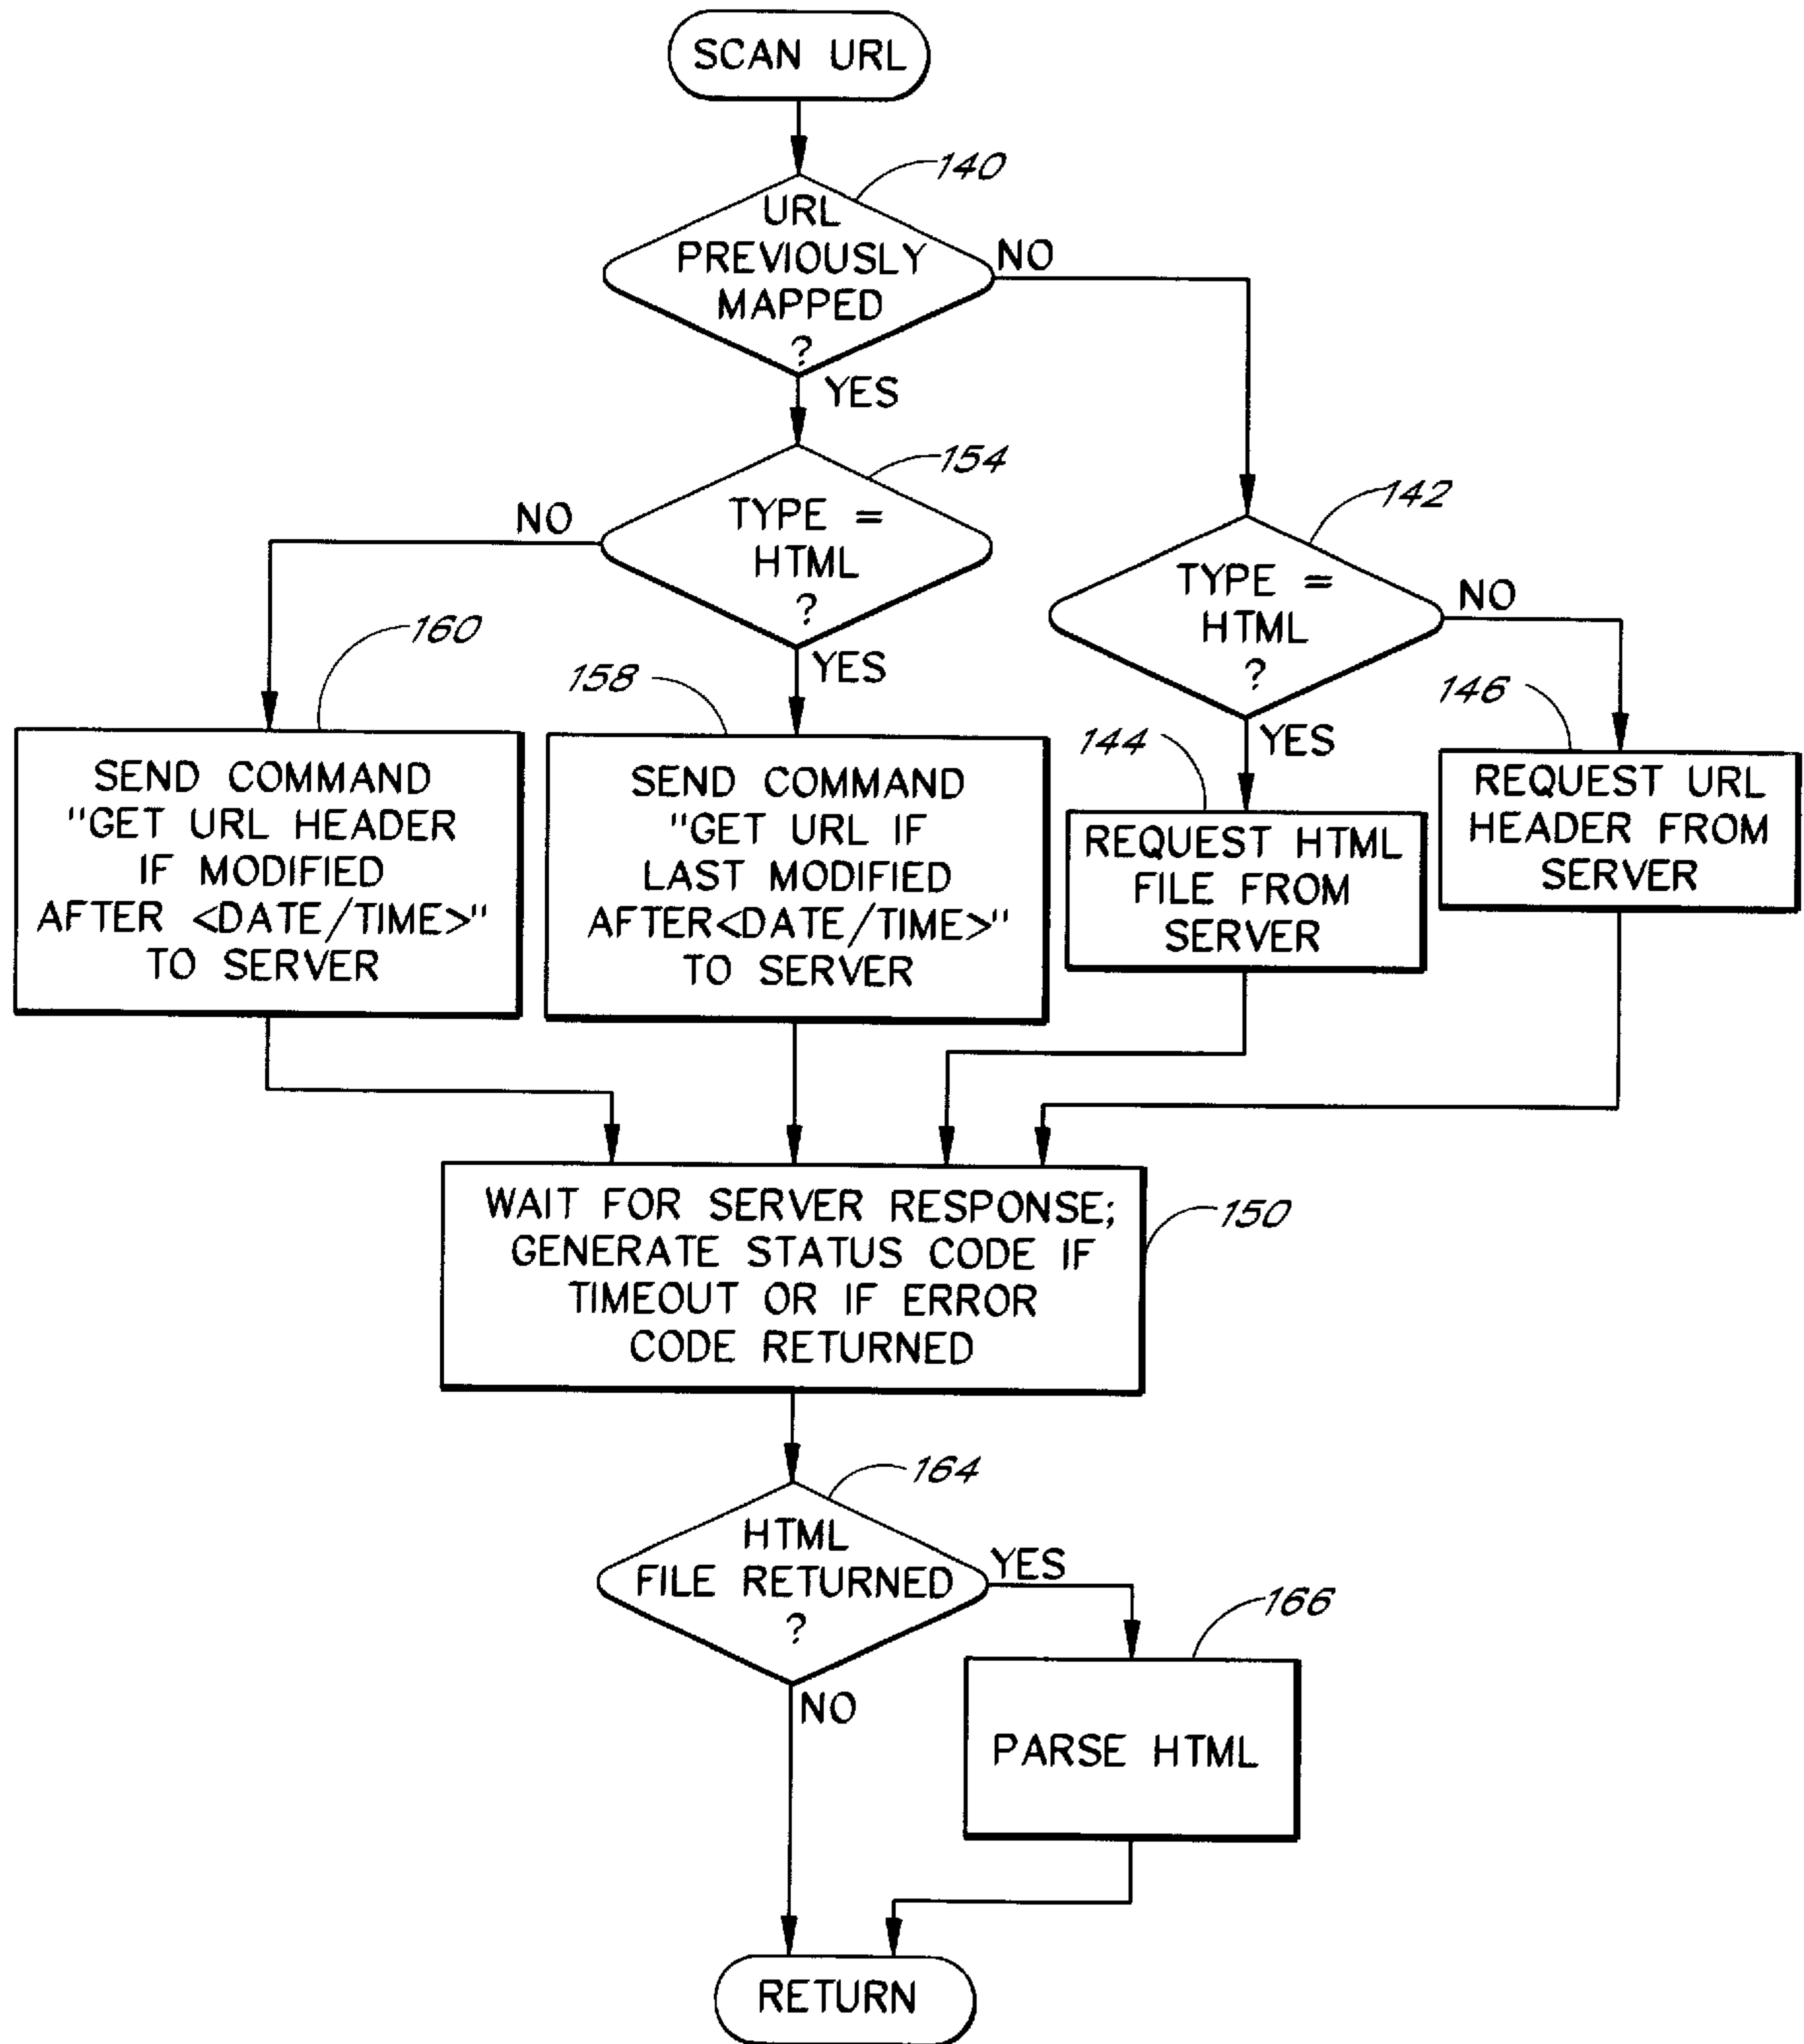 SCAN URL
140
URL
PREVIOUSLY
MAPPED
?
NO
YES
154
TYPE =
HTML
?
NO
YES
142
TYPE =
HTML
?
NO
YES
160
SEND COMMAND
"GET URL HEADER
IF MODIFIED
AFTER <DATE/TIME>"
TO SERVER
158
SEND COMMAND
"GET URL IF
LAST MODIFIED
AFTER<DATE/TIME>"
TO SERVER
144
REQUEST HTML
FILE FROM
SERVER
146
REQUEST URL
HEADER FROM
SERVER
WAIT FOR SERVER RESPONSE;
GENERATE STATUS CODE IF
TIMEOUT OR IF ERROR
CODE RETURNED
150
164
HTML
FILE RETURNED
?
YES
NO
166
PARSE HTML
RETURN